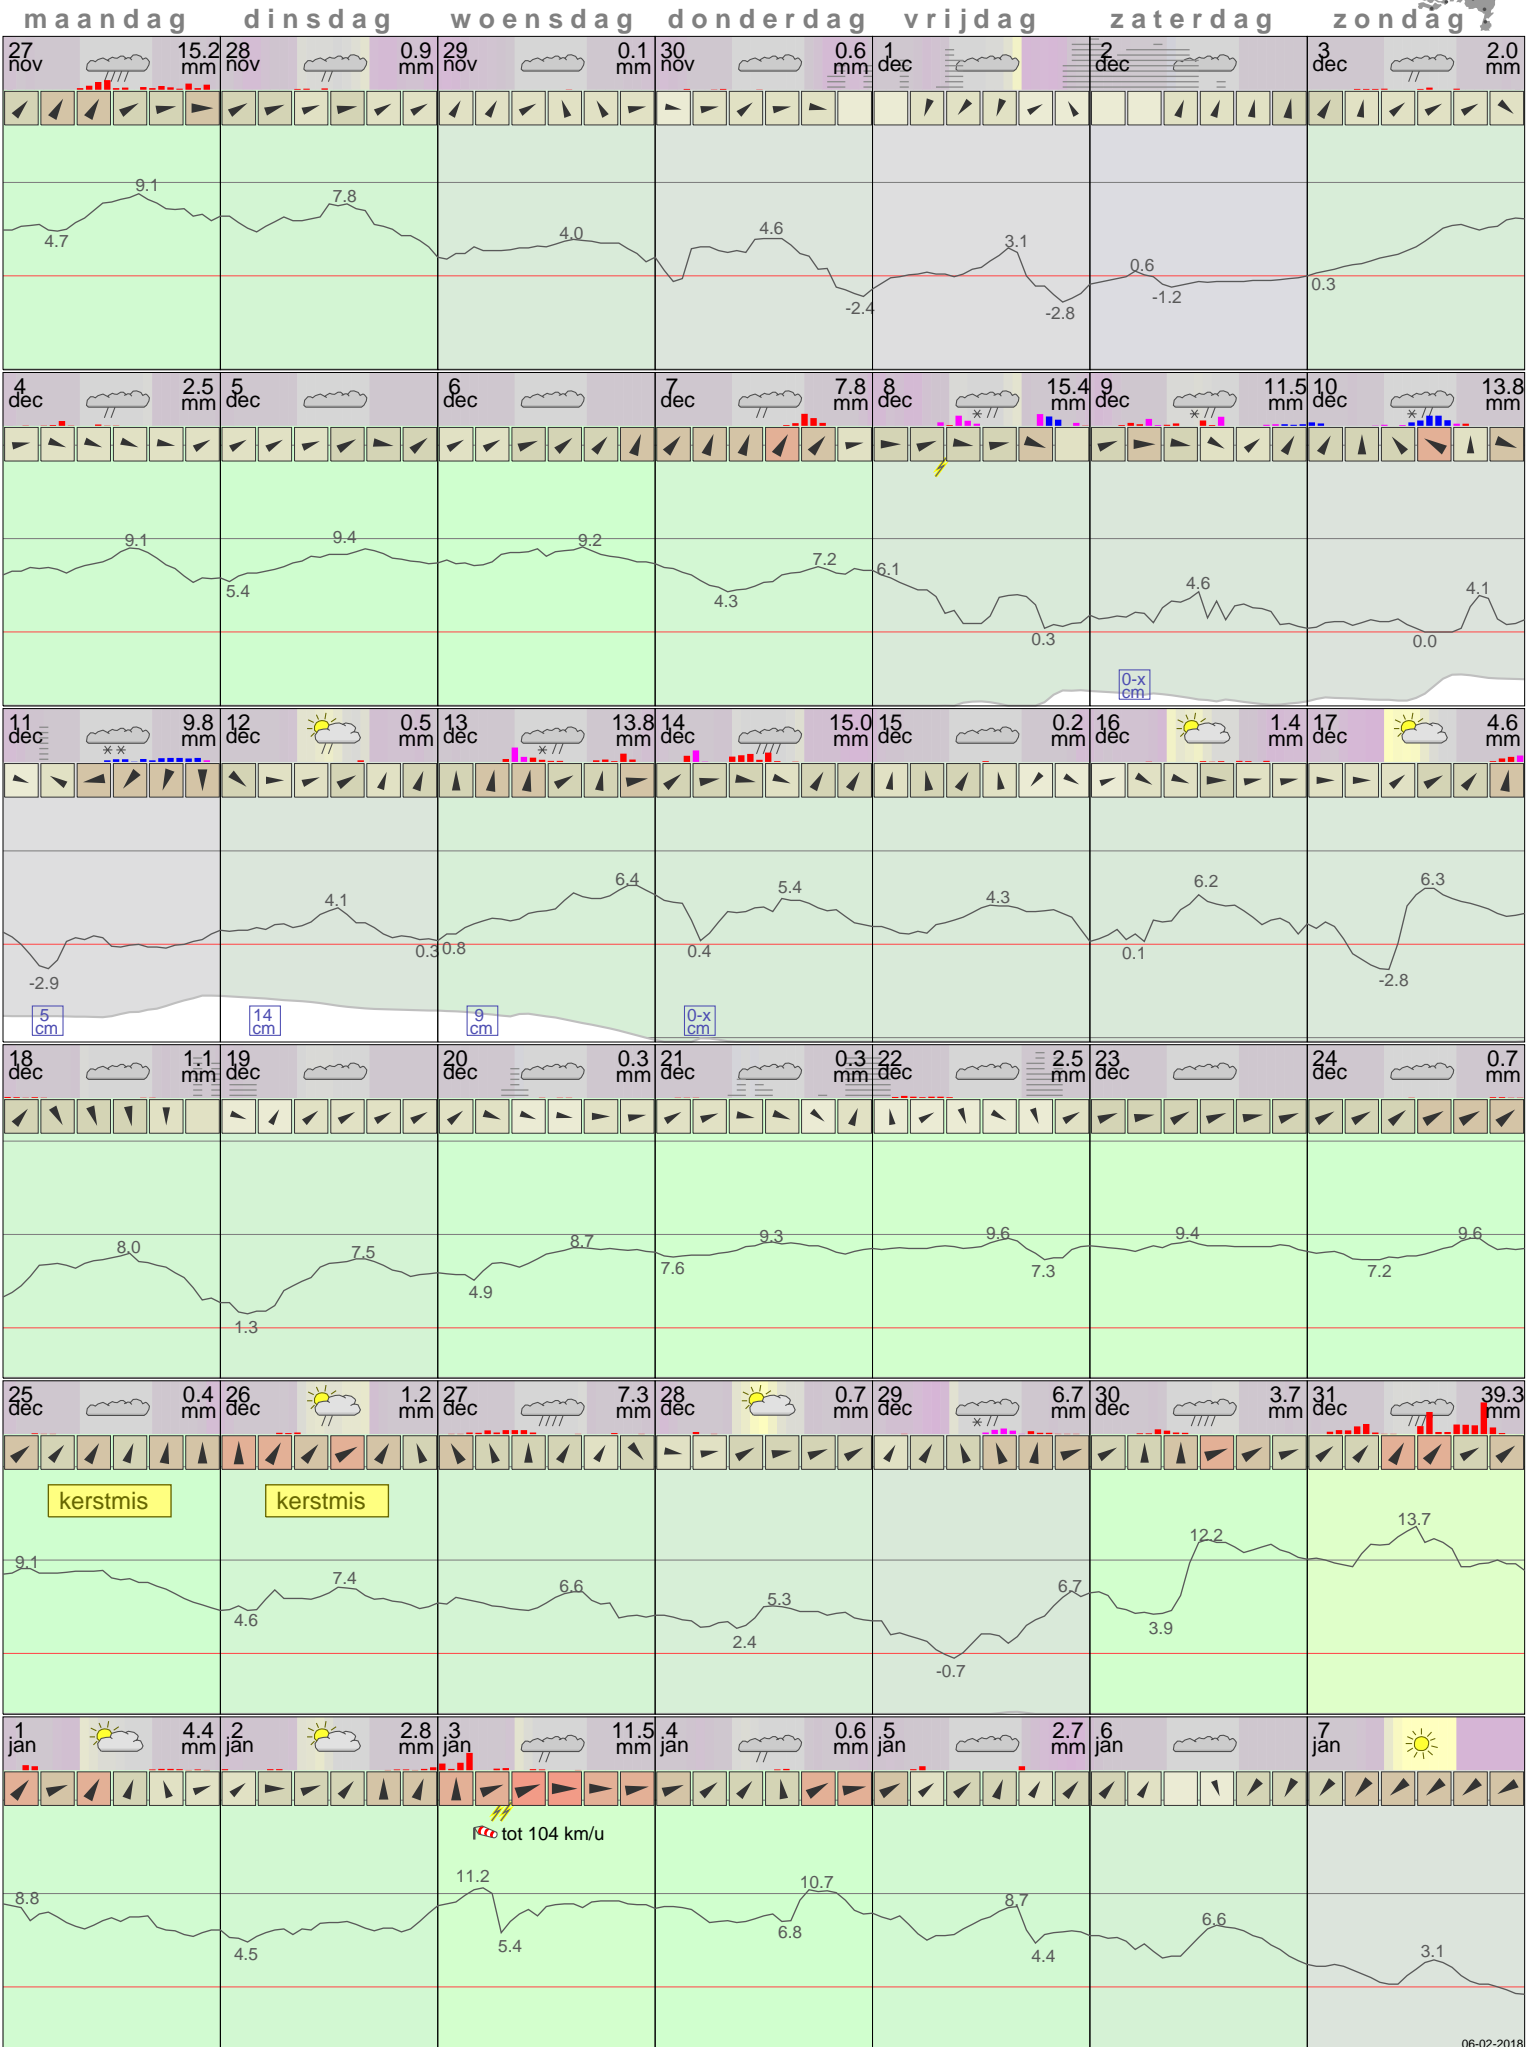 maandag dinsdag woensdag donderdag vrijdag zaterdag zondag
27 15.2 28 0.9 29 0.1 30 0.6 1 2 3 2.0
nov mm nov mm nov mm nov mm dec dec dec mm
9.1 7.8 4.0 4.6 3.1 0.6
4.7 -2.4 -2.8 -1.2 0.3
4 2.5 5 6 7 7.8 8 15.4 9 11.5 10 13.8
dec mm dec dec dec mm dec mm dec mm dec mm
9.1 9.4 9.2 7.2 6.1 4.6 4.1
5.4 4.3 0.3 0.0
0-x
cm
11 9.8 12 0.5 13 13.8 14 15.0 15 0.2 16 1.4 17 4.6
dec mm dec mm dec mm dec mm dec mm dec mm dec mm
4.1 6.4 5.4 4.3 6.2 6.3
-2.9 0.3 0.8 0.4 0.1 -2.8
5 14 9 0-x
cm cm cm cm
18 1.1 19 20 0.3 21 0.3 22 2.5 23 24 0.7
dec mm dec dec mm dec mm dec mm dec dec mm
8.0 7.5 8.7 9.3 9.6 9.4 9.6
1.3 4.9 7.6 7.3 7.2
25 0.4 26 1.2 27 7.3 28 0.7 29 6.7 30 3.7 31 39.3
dec mm dec mm dec mm dec mm dec mm dec mm dec mm
kerstmis kerstmis
9.1 7.4 6.6 5.3 6.7 12.2 13.7
4.6 2.4 -0.7 3.9
1 4.4 2 2.8 3 11.5 4 0.6 5 2.7 6 7
jan mm jan mm jan mm jan mm jan mm jan jan
tot 104 km/u
8.8 11.2 10.7 8.7 6.6 3.1
4.5 5.4 6.8 4.4
06-02-2018